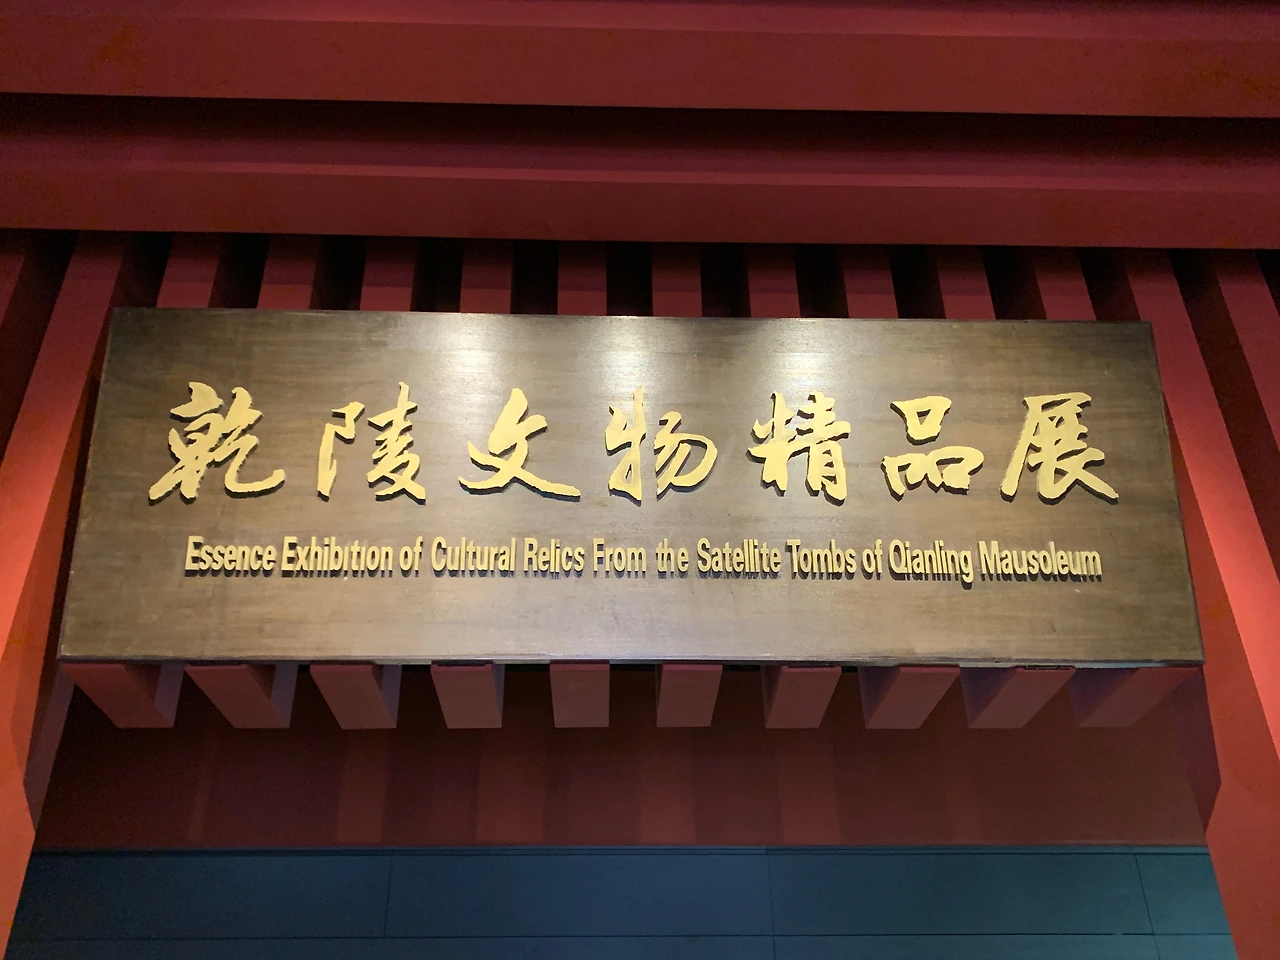 乾陵文物精品展
Essence Exhibition of Cultural Relics From the Satellite Tombs of Qianling Mausoleum